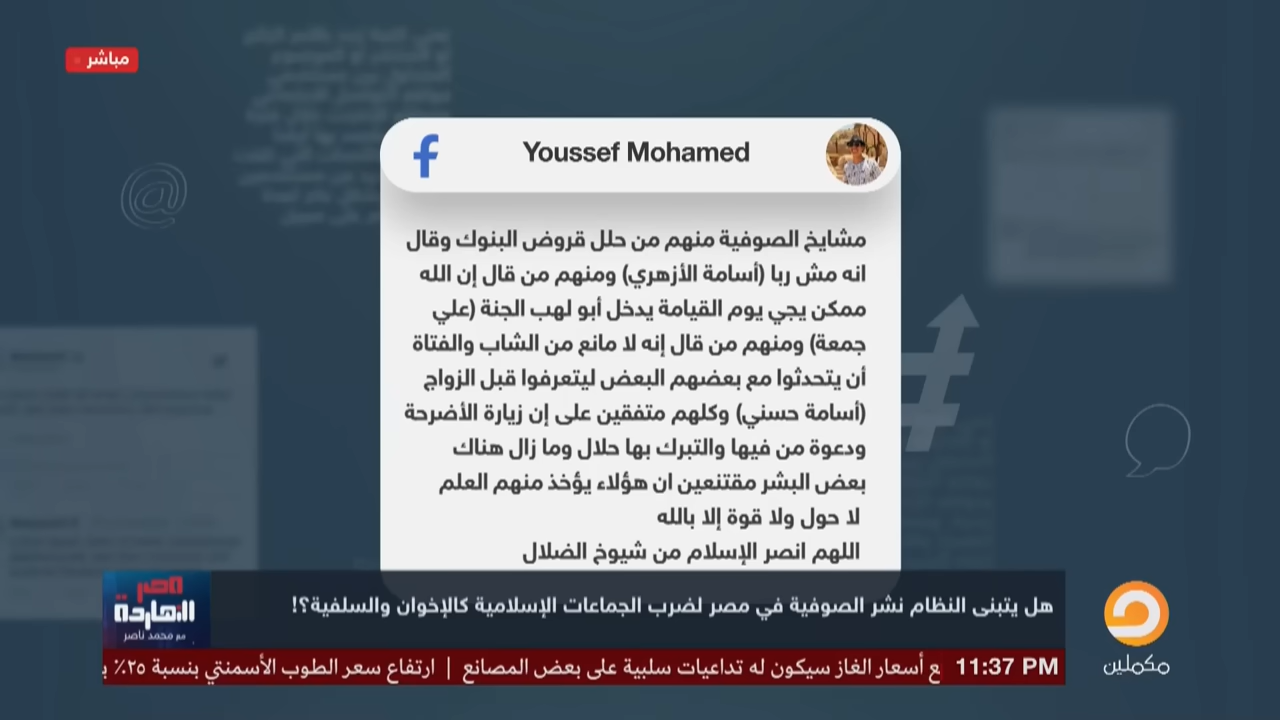 مباشر
Youssef Mohamed
مشايخ الصوفية منهم من حلل قروض البنوك وقال
انه مش ربا (أسامة الأزهري) ومنهم من قال إن الله
ممكن يجي يوم القيامة يدخل أبو لهب الجنة (علي
جمعة) ومنهم من قال إنه لا مانع من الشاب والفتاة
أن يتحدثوا مع بعضهم البعض ليتعرفوا قبل الزواج
(أسامة حسني) وكلهم متفقين على إن زيارة الأضرحة
ودعوة من فيها والتبرك بها حلال وما زال هناك
بعض البشر مقتنعين ان هؤلاء يؤخذ منهم العلم
لا حول ولا قوة إلا بالله
اللهم انصر الإسلام من شيوخ الضلال
هل يتبنى النظام نشر الصوفية في مصر لضرب الجماعات الإسلامية كالإخوان والسلفية؟!
مصر
النهاردة
مع محمد ناصر
11:37 PM
ع أسعار الغاز سيكون له تداعيات سلبية على بعض المصانع | ارتفاع سعر الطوب الأسمنتي بنسبة ٢٥٪
مكملين